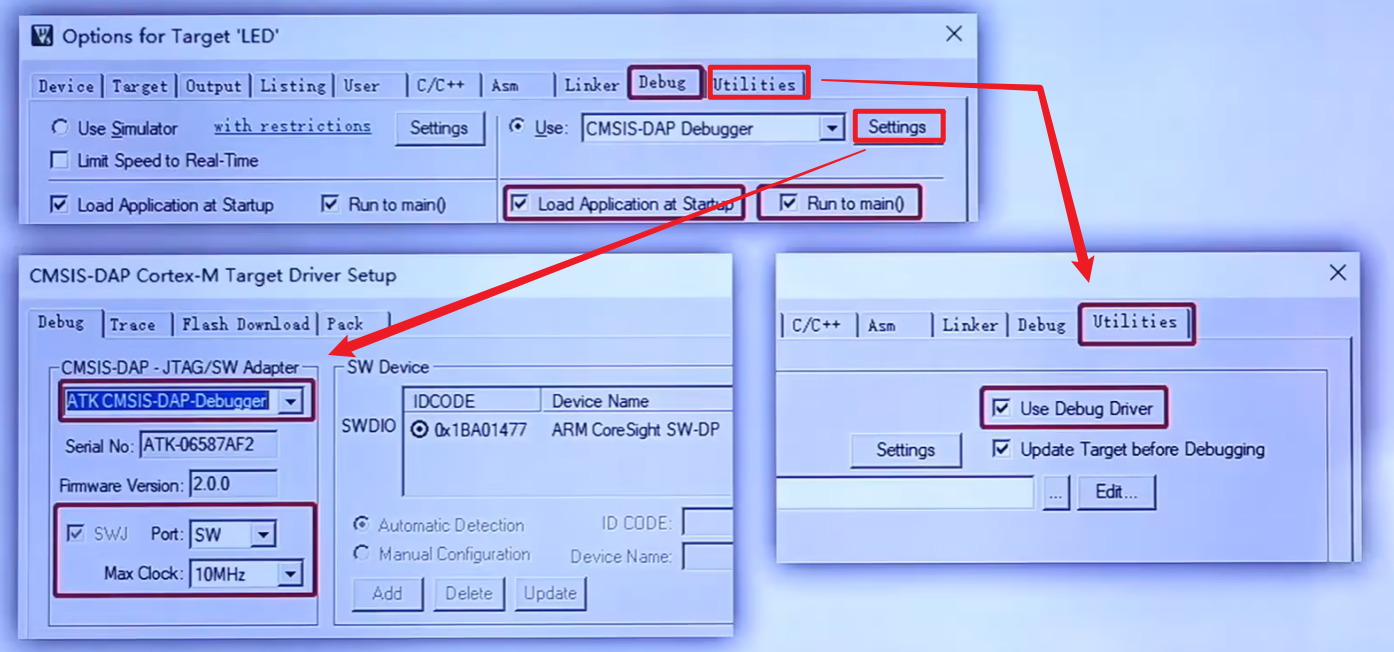 Options for Target 'LED'
Device Target Output Listing User C/C++ Asm Linker Debug Utilities
Use Simulator with restrictions Settings Use: CMSIS-DAP Debugger Settings
Limit Speed to Real-Time
Load Application at Startup Run to main() Load Application at Startup Run to main()
CMSIS-DAP Cortex-M Target Driver Setup
Debug Trace Flash Download Pack
CMSIS-DAP - JTAG/SW Adapter
ATK CMSIS-DAP-Debugger
Serial No: ATK-06587AF2
Firmware Version: 2.0.0
SWJ Port: SW
Max Clock: 10MHz
SW Device
IDCODE Device Name
SWDIO 0x1BA01477 ARM CoreSight SW-DP
Automatic Detection ID CODE:
Manual Configuration Device Name:
Add Delete Update
C/C++ Asm Linker Debug Utilities
Use Debug Driver
Settings Update Target before Debugging
... Edit...